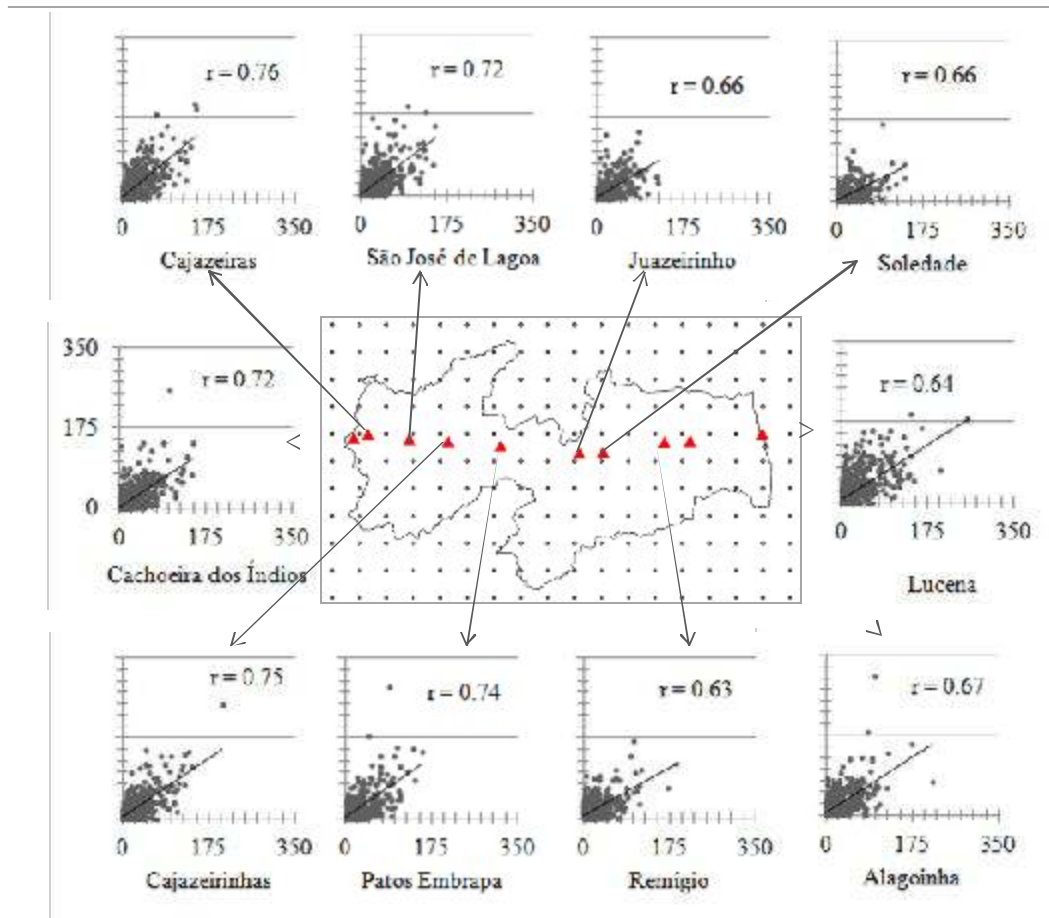 r = 0.76
0 175 350
Cajazeiras
r = 0.72
0 175 350
São José de Lagoa
r = 0.66
0 175 350
Juazeirinho
r = 0.66
0 175 350
Soledade
350
175
0
r = 0.72
0 175 350
Cachoeira dos Índios
r = 0.64
0 175 350
Lucena
r = 0.75
0 175 350
Cajazeirinhas
r = 0.74
0 175 350
Patos Embrapa
r = 0.63
0 175 350
Remígio
r = 0.67
0 175 350
Alagoinha